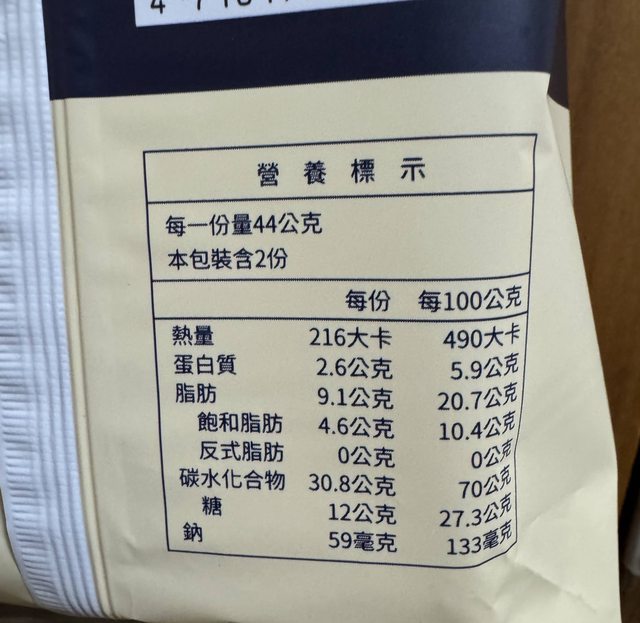 營養標示
每一份量44公克
本包裝含2份
每份 每100公克
熱量 216大卡 490大卡
蛋白質 2.6公克 5.9公克
脂肪 9.1公克 20.7公克
飽和脂肪 4.6公克 10.4公克
反式脂肪 0公克 0公克
碳水化合物 30.8公克 70公克
糖 12公克 27.3公克
鈉 59毫克 133毫克